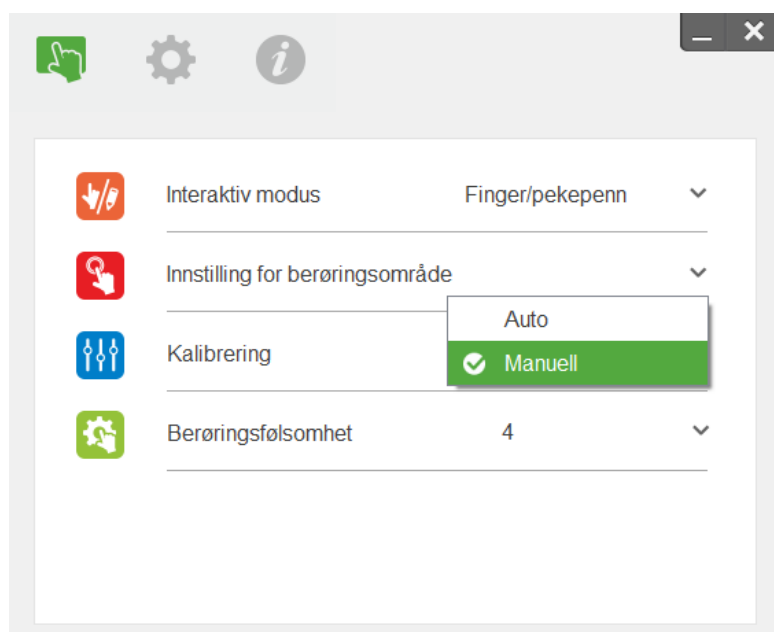 Interaktiv modus Finger/pekepenn
Innstilling for berøringsområde
Auto
Kalibrering
Manuell
Berøringsfølsomhet 4